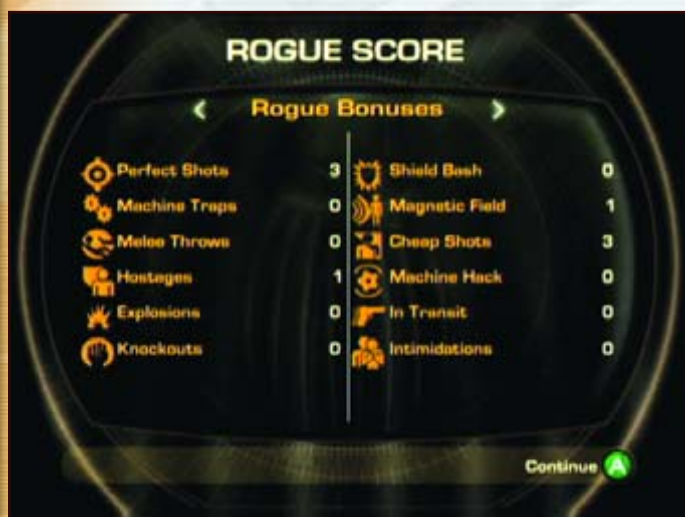 ROGUE SCORE
< Rogue Bonuses >
Perfect Shots 3
Machine Traps 0
Melee Throws 0
Hostages 1
Explosions 0
Knockouts 0
Shield Bash 0
Magnetic Field 1
Cheap Shots 3
Machine Hack 0
In Transit 0
Intimidations 0
Continue A